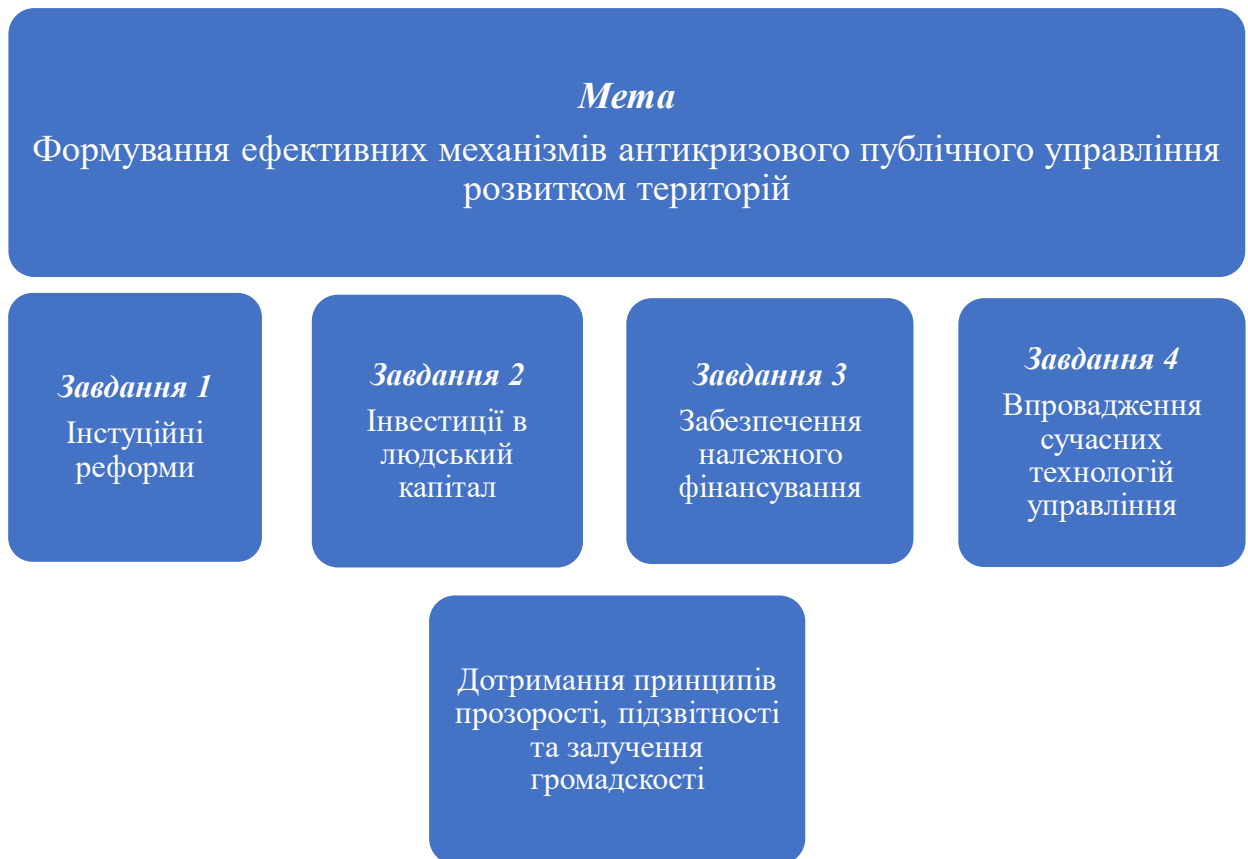 Мета
Формування ефективних механізмів антикризового публічного управління
розвитком територій
Завдання 1
Інстуційні
реформи
Завдання 2
Інвестиції в
людський
капітал
Завдання 3
Забезпечення
належного
фінансування
Завдання 4
Впровадження
сучасних
технологій
управління
Дотримання принципів
прозорості, підзвітності
та залучення
громадскості